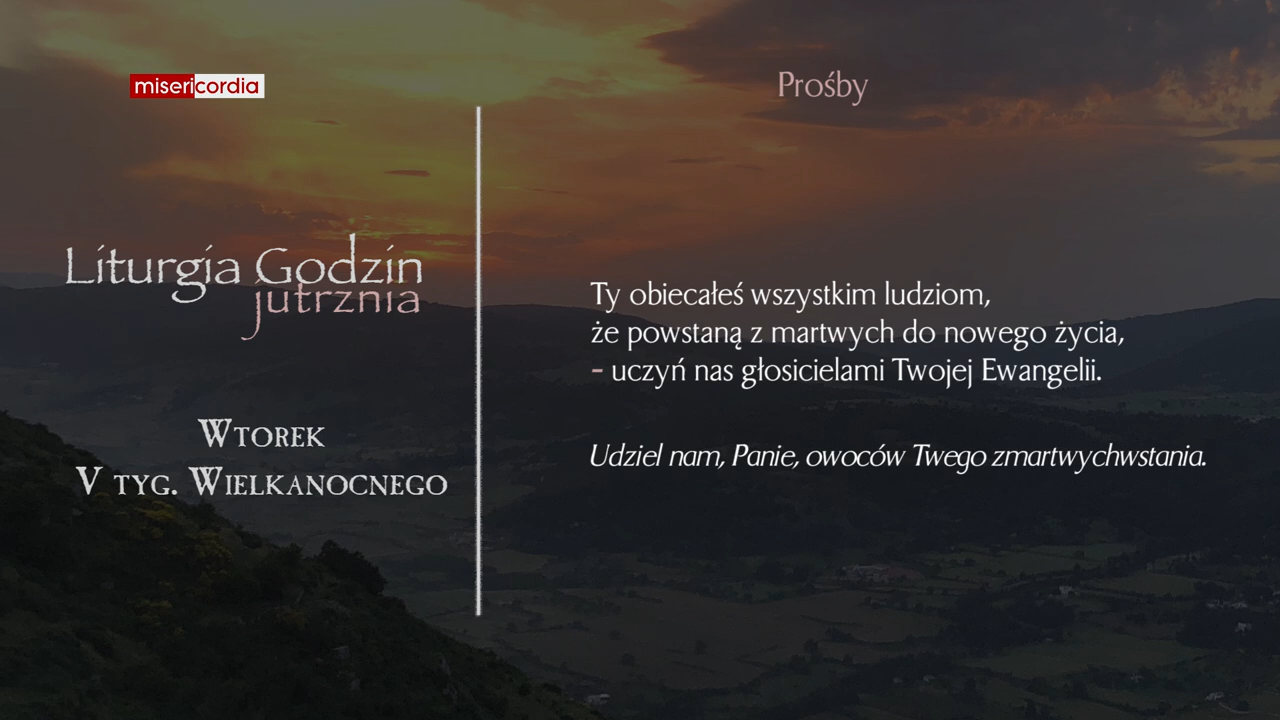 misericordia
Prośby
Liturgia Godzin
jutrznia
Wtorek
V tyg. Wielkanocnego
Ty obiecałeś wszystkim ludziom,
że powstaną z martwych do nowego życia,
- uczyń nas głosicielami Twojej Ewangelii.
Udziel nam, Panie, owoców Twego zmartwychwstania.